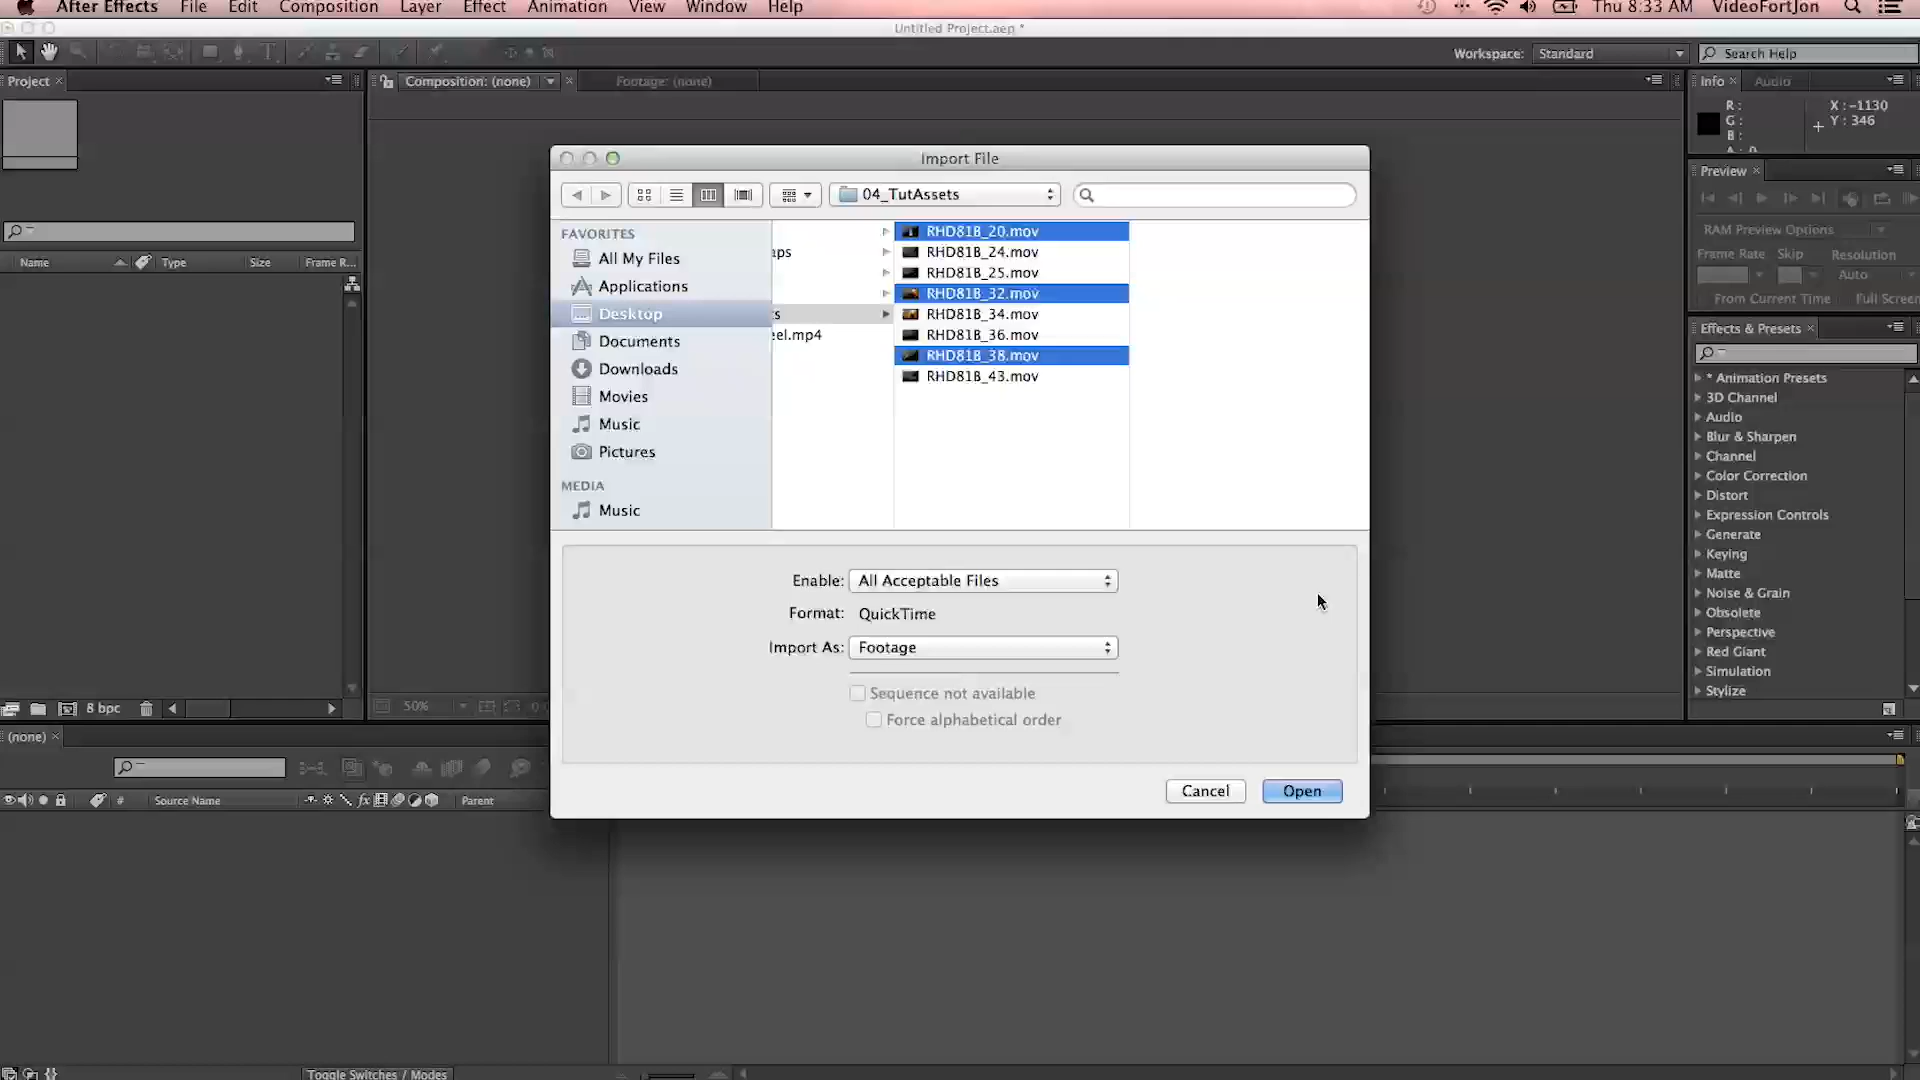 After Effects File Edit Composition Layer Effect Animation View Window Help Thu 8:33 AM VideoFortJon
Untitled Project.aep *
Workspace: Standard Search Help
Project Composition: (none) Footage: (none) Info Audio
R: X: -1130
G: Y: 346
B:
A: 0
Import File
Preview
04_TutAssets
RAM Preview Options
Frame Rate Skip Resolution
Auto
From Current Time Full Screen
Name Type Size Frame R...
FAVORITES
All My Files
Applications
Desktop
Documents
Downloads
Movies
Music
Pictures
MEDIA
Music
aps
ts
eel.mp4
RHD81B_20.mov
RHD81B_24.mov
RHD81B_25.mov
RHD81B_32.mov
RHD81B_34.mov
RHD81B_36.mov
RHD81B_38.mov
RHD81B_43.mov
Enable: All Acceptable Files
Format: QuickTime
Import As: Footage
Sequence not available
Force alphabetical order
Cancel Open
Effects & Presets
* Animation Presets
3D Channel
Audio
Blur & Sharpen
Channel
Color Correction
Distort
Expression Controls
Generate
Keying
Matte
Noise & Grain
Obsolete
Perspective
Red Giant
Simulation
Stylize
8 bpc 50%
(none)
# Source Name fx Parent
Toggle Switches / Modes